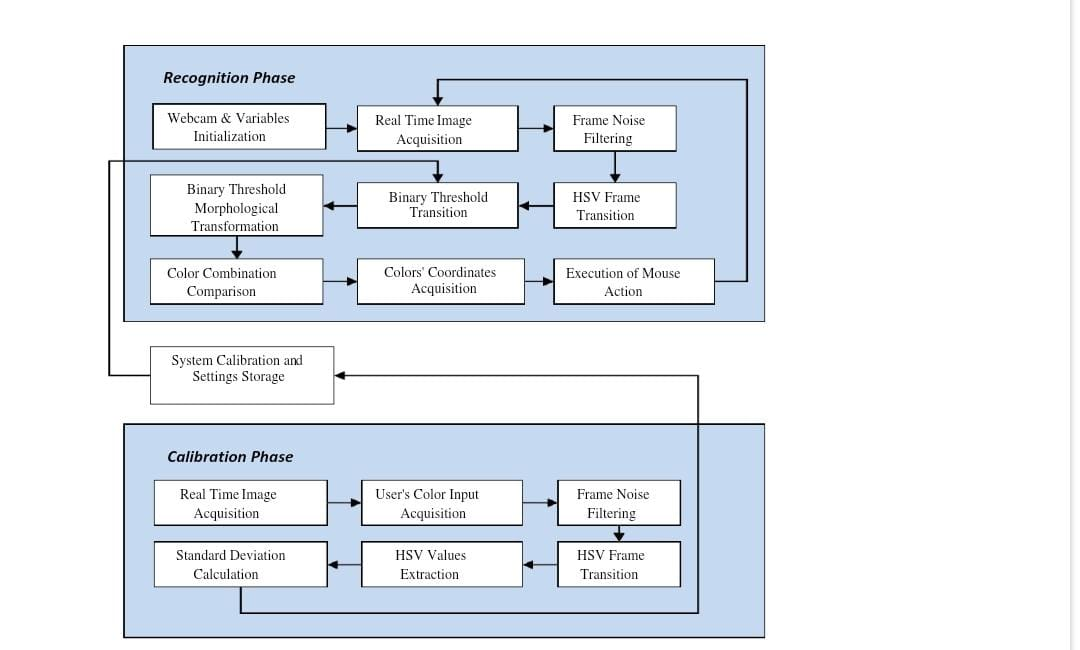 Recognition Phase
Webcam & Variables
Initialization
Real Time Image
Acquisition
Frame Noise
Filtering
Binary Threshold
Morphological
Transformation
Binary Threshold
Transition
HSV Frame
Transition
Color Combination
Comparison
Colors' Coordinates
Acquisition
Execution of Mouse
Action
System Calibration and
Settings Storage
Calibration Phase
Real Time Image
Acquisition
User's Color Input
Acquisition
Frame Noise
Filtering
Standard Deviation
Calculation
HSV Values
Extraction
HSV Frame
Transition